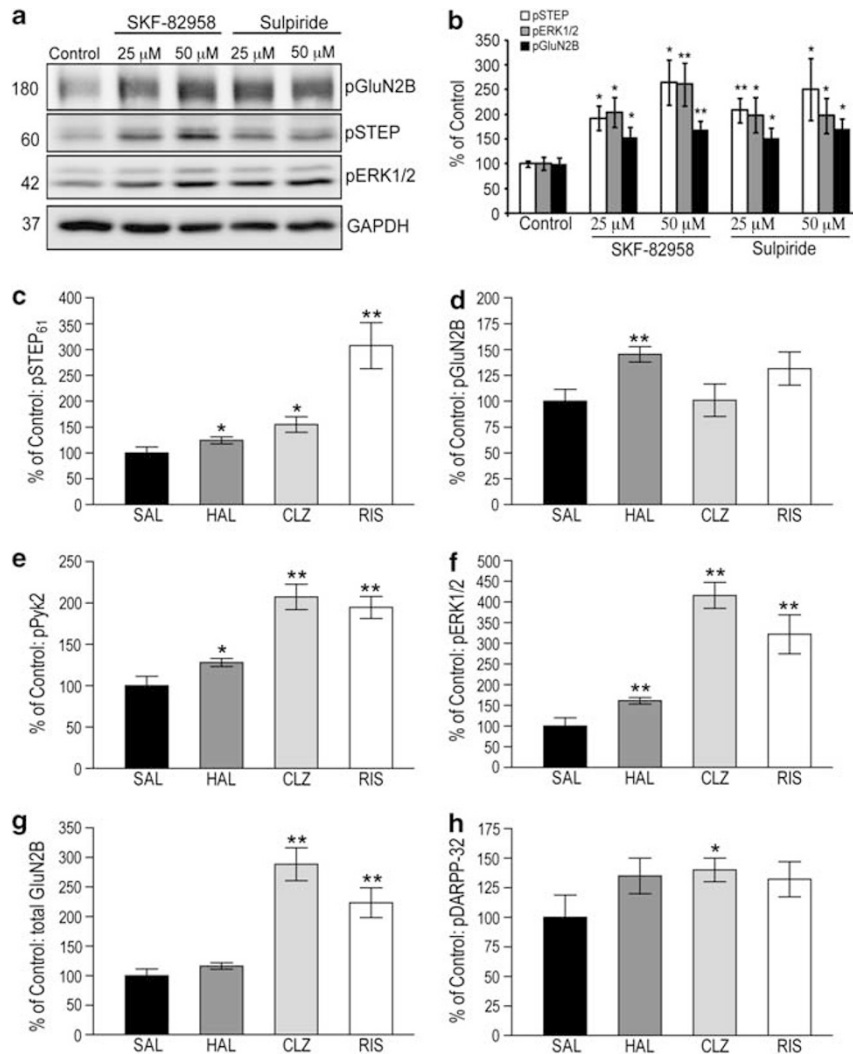 a
SKF-82958 Sulpiride
Control 25 µM 50 µM 25 µM 50 µM
180 pGluN2B
60 pSTEP
42 pERK1/2
37 GAPDH
b
pSTEP
pERK1/2
pGluN2B
% of Control
350
300
250
200
150
100
50
0
* * * * ** ** ** * * * * *
Control 25 µM 50 µM 25 µM 50 µM
SKF-82958 Sulpiride
c
% of Control: pSTEP61
400
350
300
250
200
150
100
50
0
* * **
SAL HAL CLZ RIS
d
% of Control: pGluN2B
200
175
150
125
100
75
50
25
0
**
SAL HAL CLZ RIS
e
% of Control: pPyk2
250
200
150
100
50
0
* ** **
SAL HAL CLZ RIS
f
% of Control: pERK1/2
500
450
400
350
300
250
200
150
100
50
0
** ** **
SAL HAL CLZ RIS
g
% of Control: total GluN2B
350
300
250
200
150
100
50
0
** **
SAL HAL CLZ RIS
h
% of Control: pDARPP-32
175
150
125
100
75
50
25
0
*
SAL HAL CLZ RIS